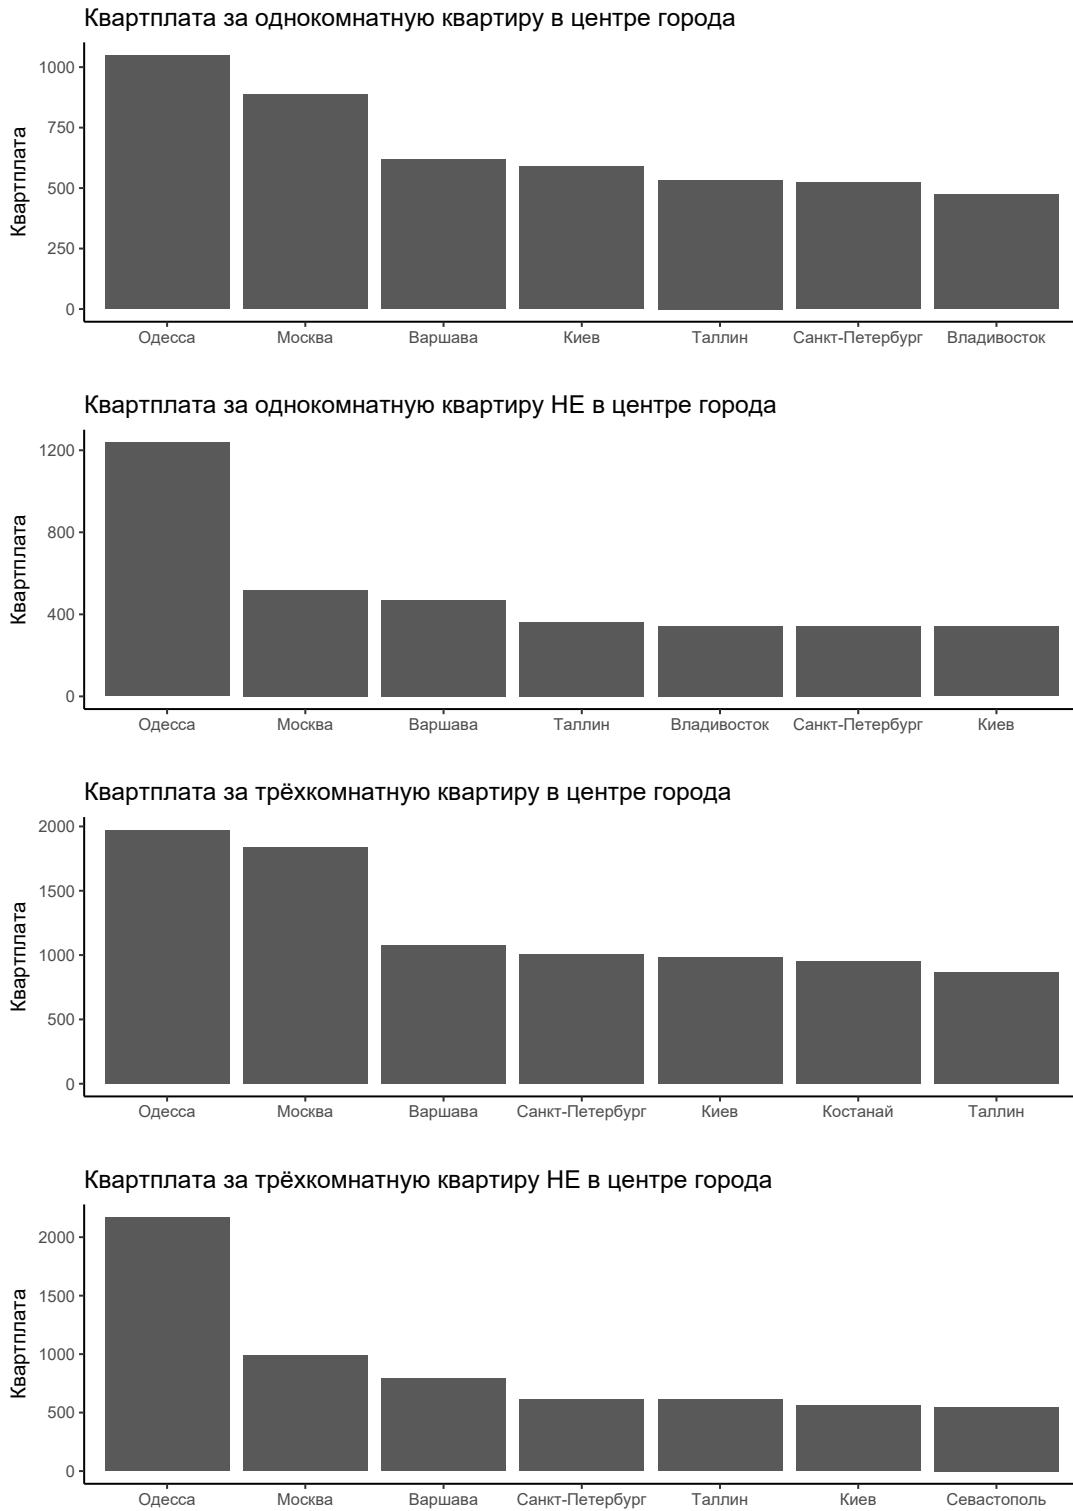 Квартплата за однокомнатную квартиру в центре города
Квартплата
1000
750
500
250
0
Одесса Москва Варшава Киев Таллин Санкт-Петербург Владивосток
Квартплата за однокомнатную квартиру НЕ в центре города
Квартплата
1200
800
400
0
Одесса Москва Варшава Таллин Владивосток Санкт-Петербург Киев
Квартплата за трёхкомнатную квартиру в центре города
Квартплата
2000
1500
1000
500
0
Одесса Москва Варшава Санкт-Петербург Киев Костанай Таллин
Квартплата за трёхкомнатную квартиру НЕ в центре города
Квартплата
2000
1500
1000
500
0
Одесса Москва Варшава Санкт-Петербург Таллин Киев Севастополь